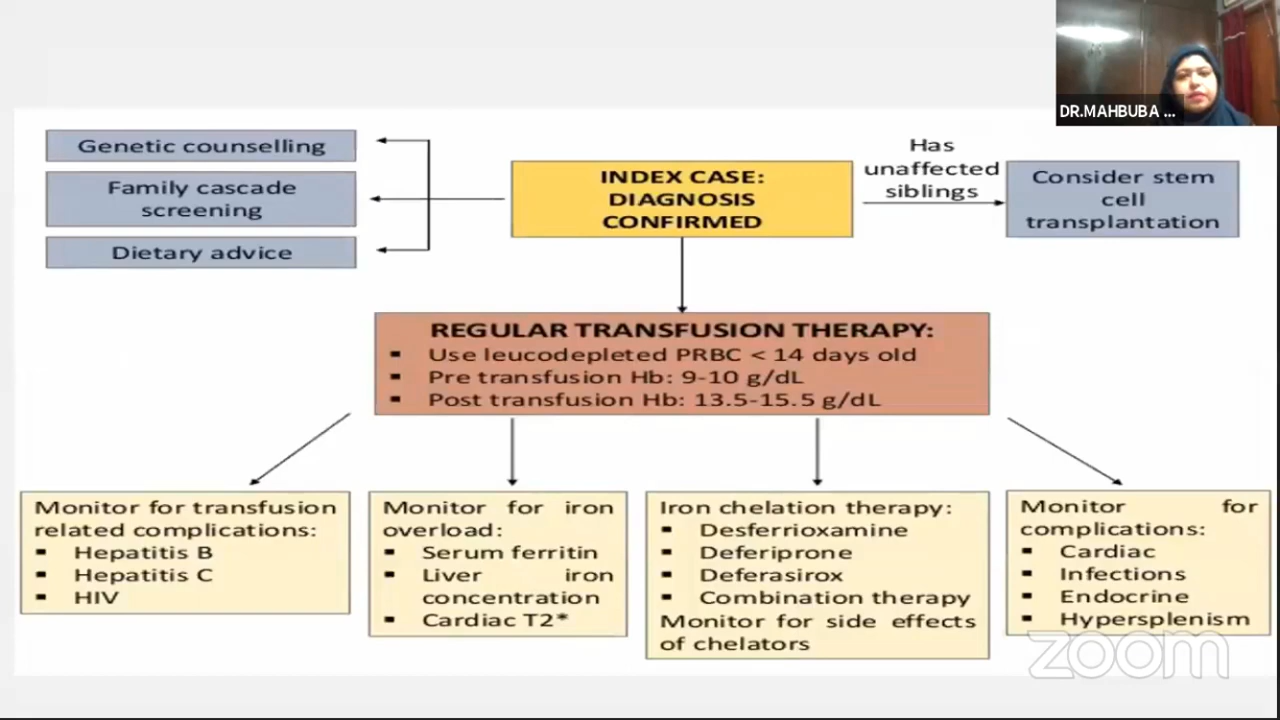 DR.MAHBUBA ...
Genetic counselling
Family cascade
screening
Dietary advice
INDEX CASE:
DIAGNOSIS
CONFIRMED
Has
unaffected
siblings
Consider stem
cell
transplantation
REGULAR TRANSFUSION THERAPY:
▪ Use leucodepleted PRBC < 14 days old
▪ Pre transfusion Hb: 9-10 g/dL
▪ Post transfusion Hb: 13.5-15.5 g/dL
Monitor for transfusion
related complications:
▪ Hepatitis B
▪ Hepatitis C
▪ HIV
Monitor for iron
overload:
▪ Serum ferritin
▪ Liver iron
concentration
▪ Cardiac T2*
Iron chelation therapy:
▪ Desferrioxamine
▪ Deferiprone
▪ Deferasirox
▪ Combination therapy
Monitor for side effects
of chelators
Monitor for
complications:
▪ Cardiac
▪ Infections
▪ Endocrine
▪ Hypersplenism
zoom